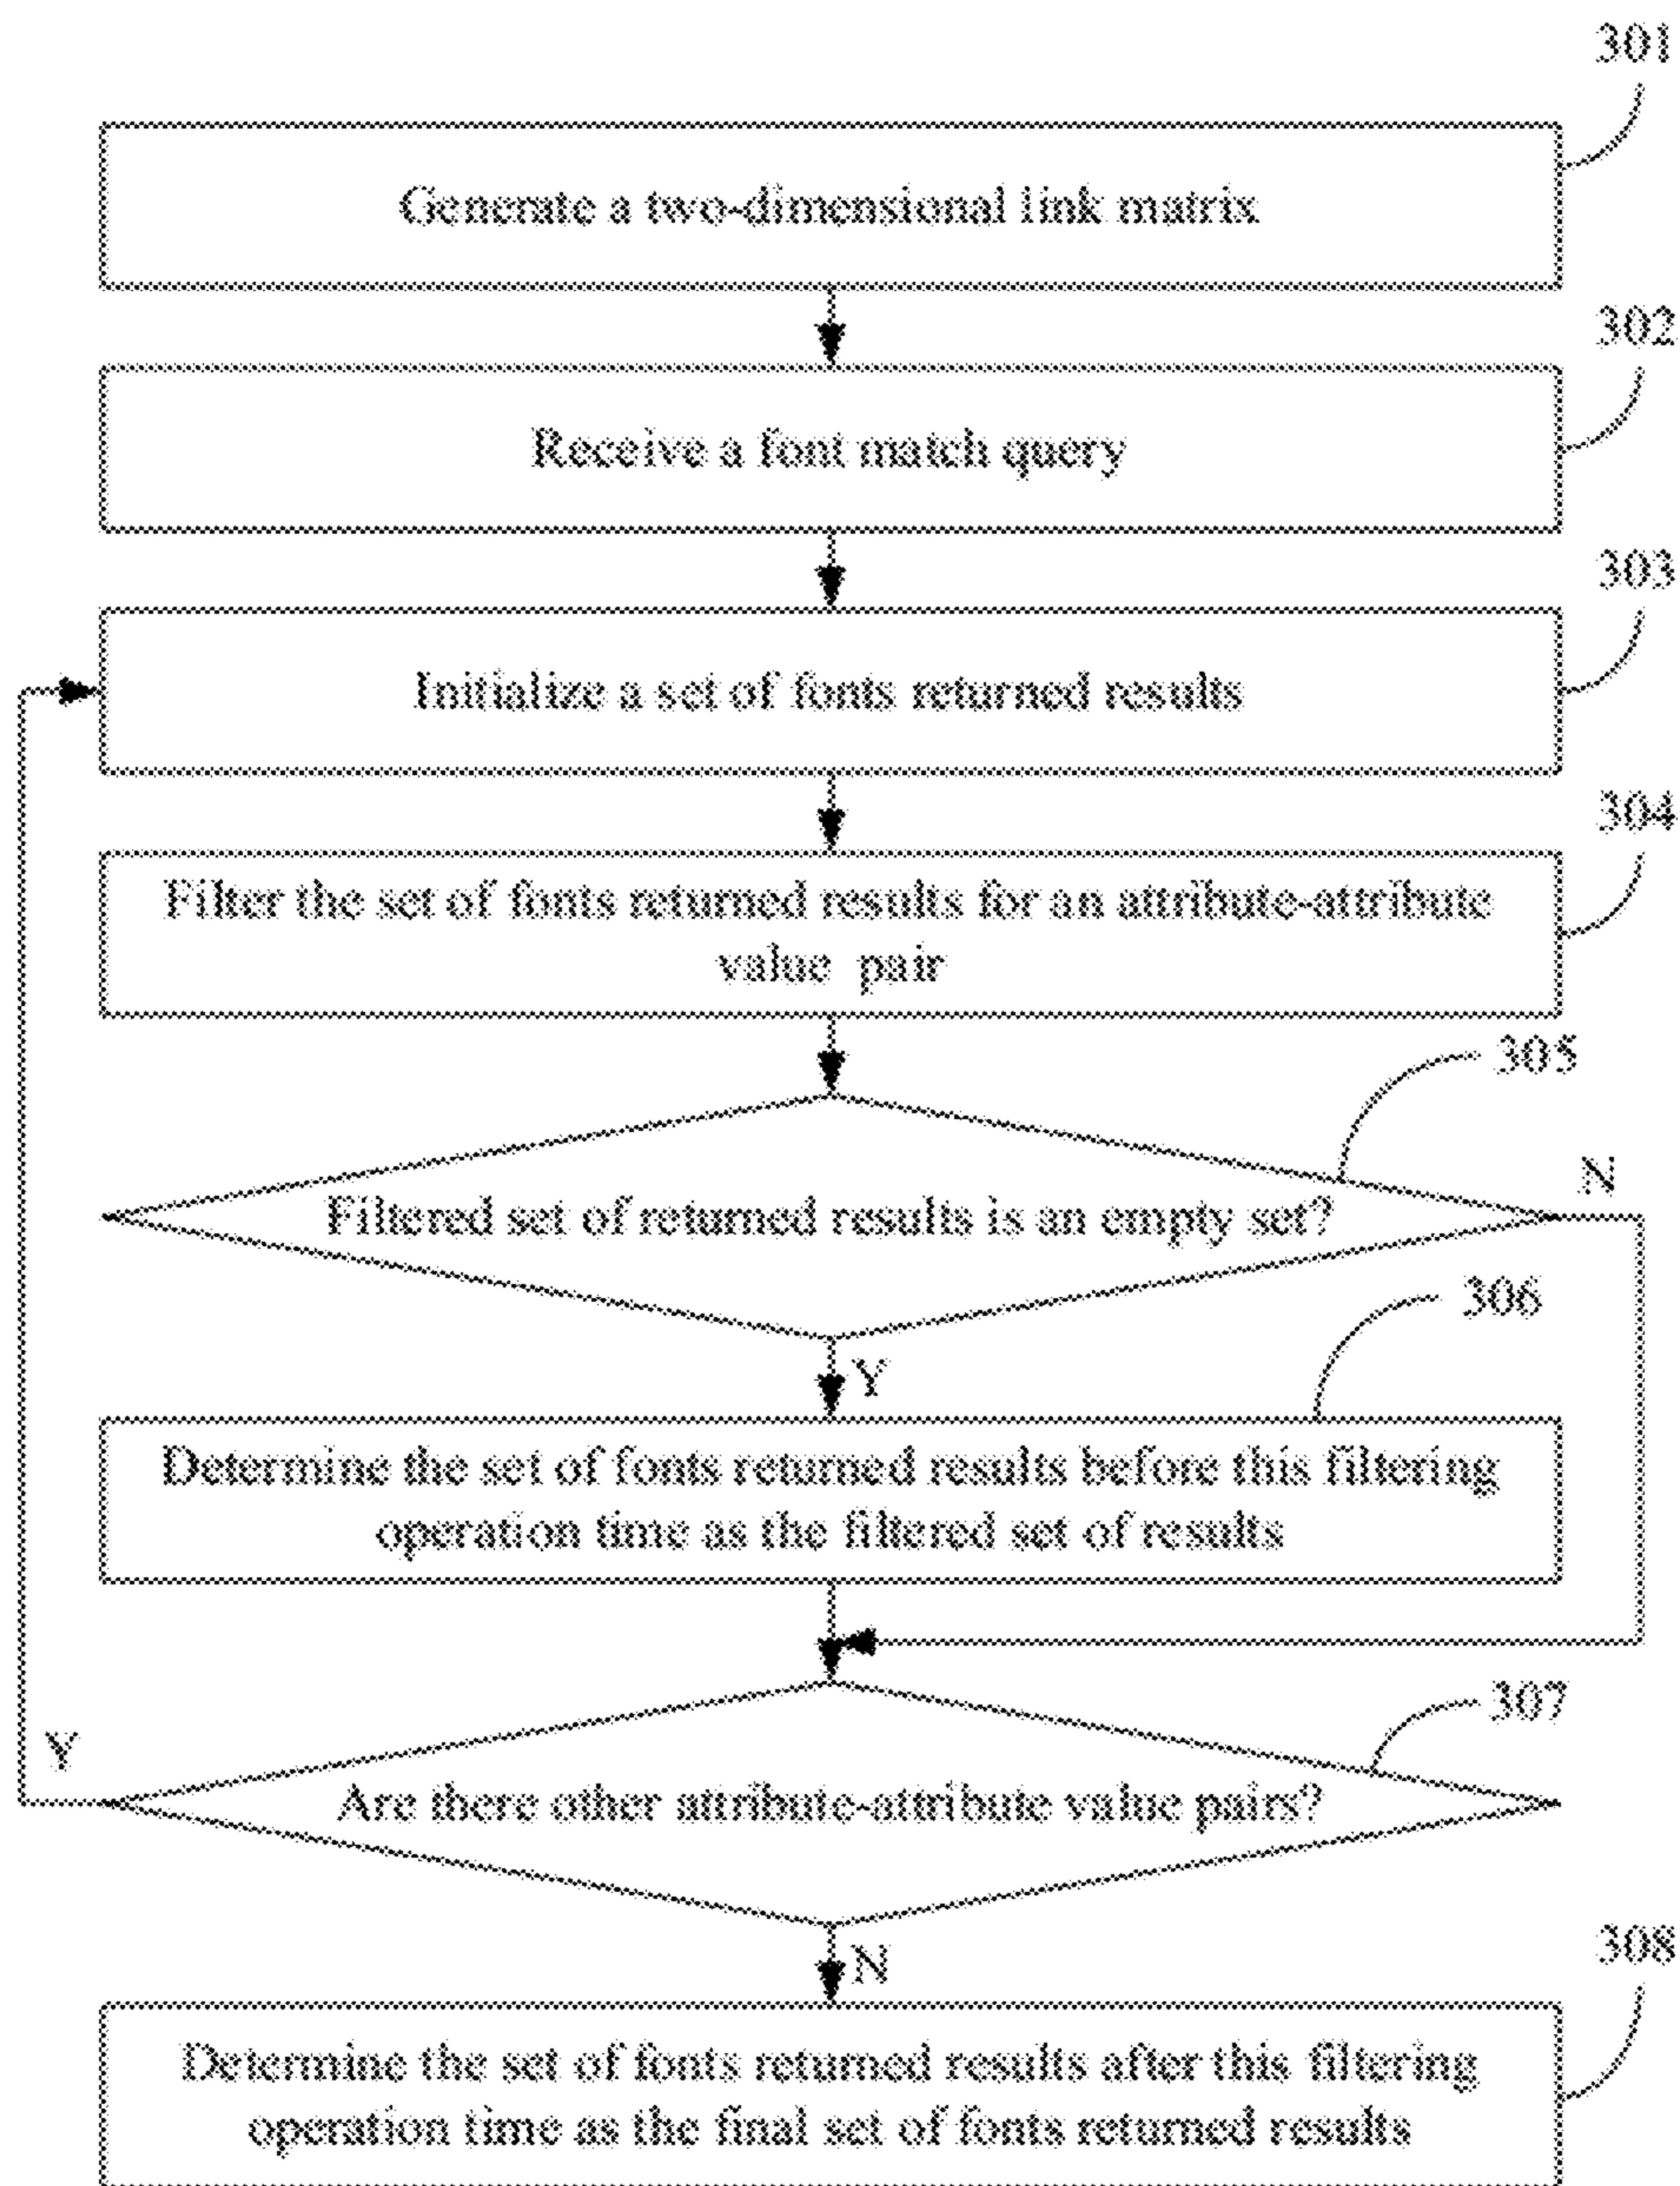 301
Generate a two-dimensional link matrix
302
Receive a font match query
303
Initialize a set of fonts returned results
304
Filter the set of fonts returned results for an attribute-attribute
value pair
305
N
Filtered set of returned results is an empty set?
306
Y
Determine the set of fonts returned results before this filtering
operation time as the filtered set of results
307
Y
Are there other attribute-attribute value pairs?
N
308
Determine the set of fonts returned results after this filtering
operation time as the final set of fonts returned results